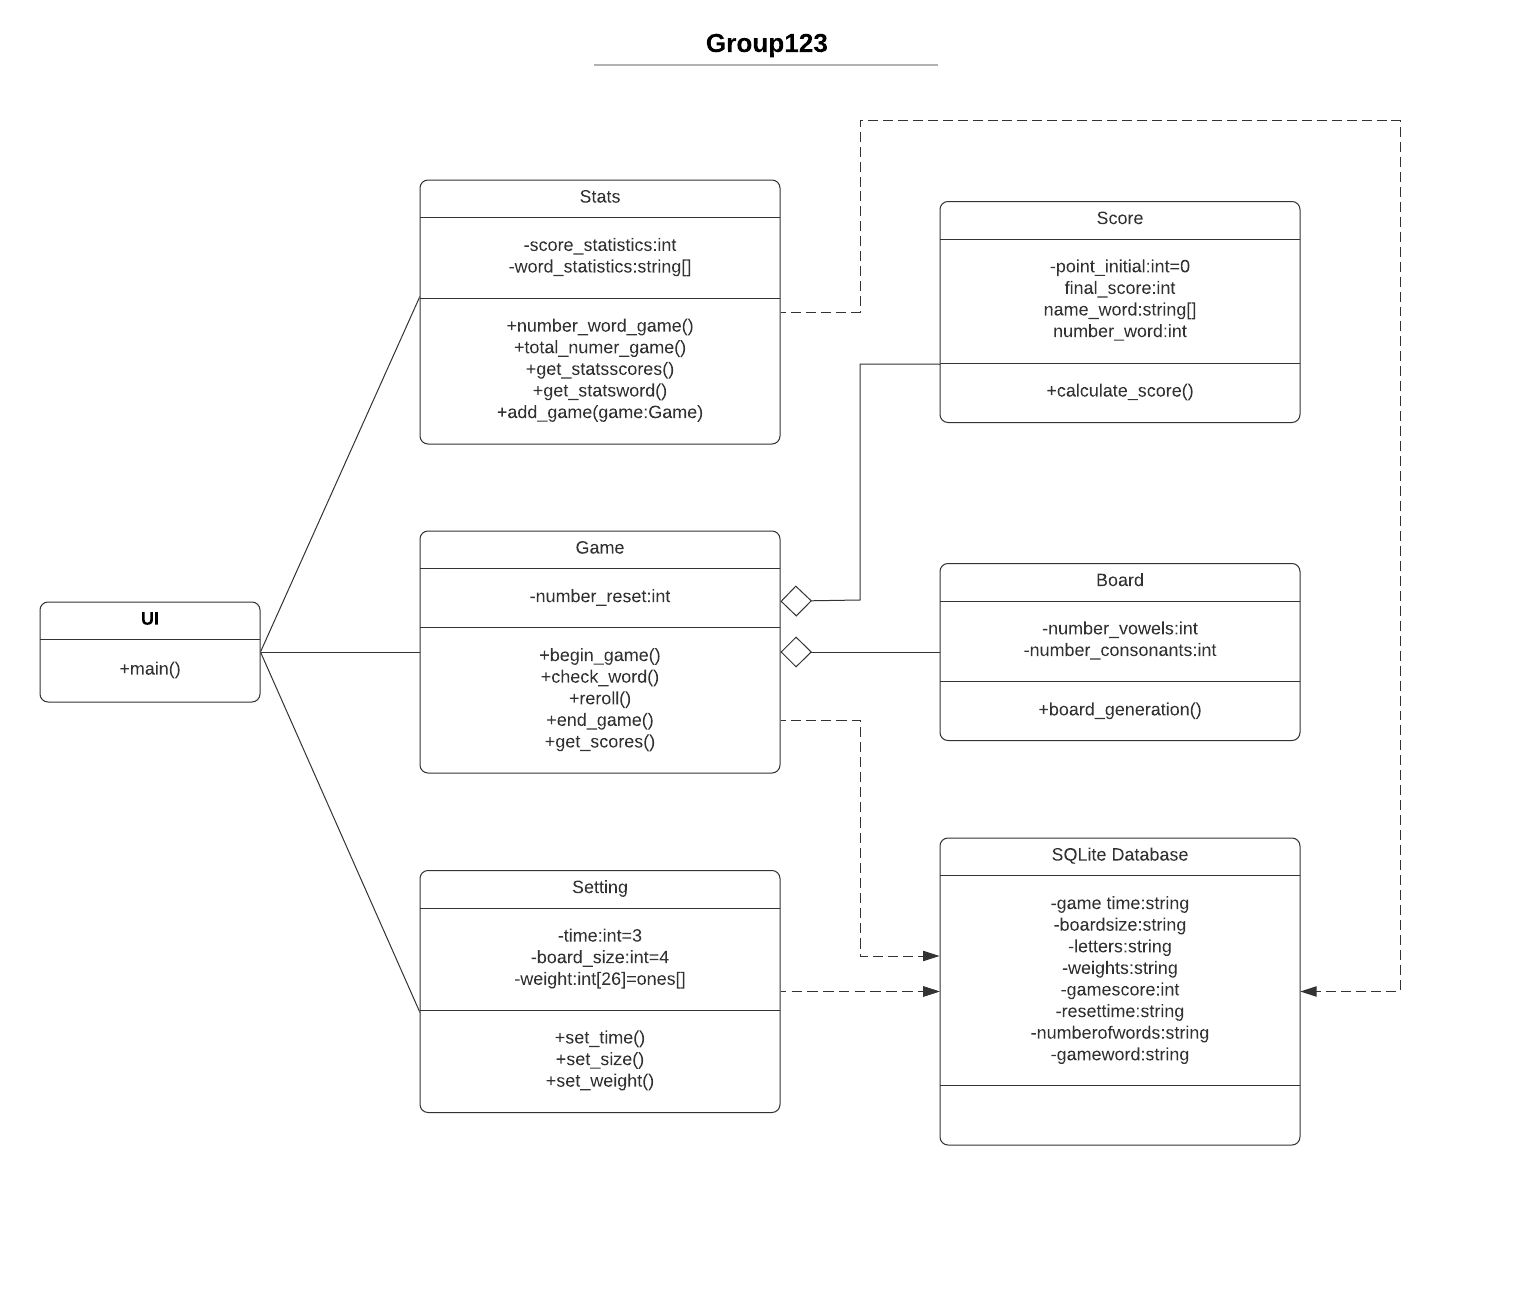 Group123
Stats
-score_statistics:int
-word_statistics:string[]
+number_word_game()
+total_numer_game()
+get_statsscores()
+get_statsword()
+add_game(game:Game)
Score
-point_initial:int=0
final_score:int
name_word:string[]
number_word:int
+calculate_score()
UI
+main()
Game
-number_reset:int
+begin_game()
+check_word()
+reroll()
+end_game()
+get_scores()
Board
-number_vowels:int
-number_consonants:int
+board_generation()
Setting
-time:int=3
-board_size:int=4
-weight:int[26]=ones[]
+set_time()
+set_size()
+set_weight()
SQLite Database
-game time:string
-boardsize:string
-letters:string
-weights:string
-gamescore:int
-resettime:string
-numberofwords:string
-gameword:string